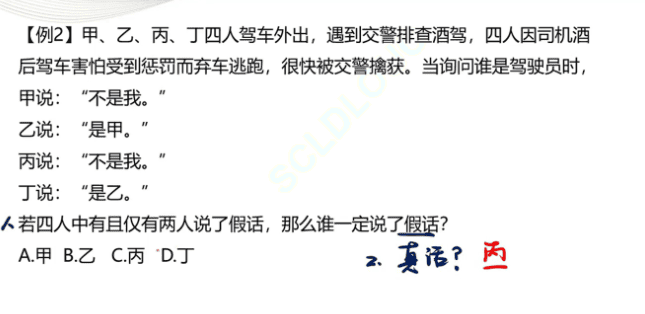 【例2】甲、乙、丙、丁四人驾车外出，遇到交警排查酒驾，四人因司机酒
后驾车害怕受到惩罚而弃车逃跑，很快被交警擒获。当询问谁是驾驶员时，
甲说：“不是我。”
乙说：“是甲。”
丙说：“不是我。”
丁说：“是乙。”
若四人中有且仅有两人说了假话，那么谁一定说了假话？
A.甲 B.乙 C.丙 D.丁
2. 真话？ 丙